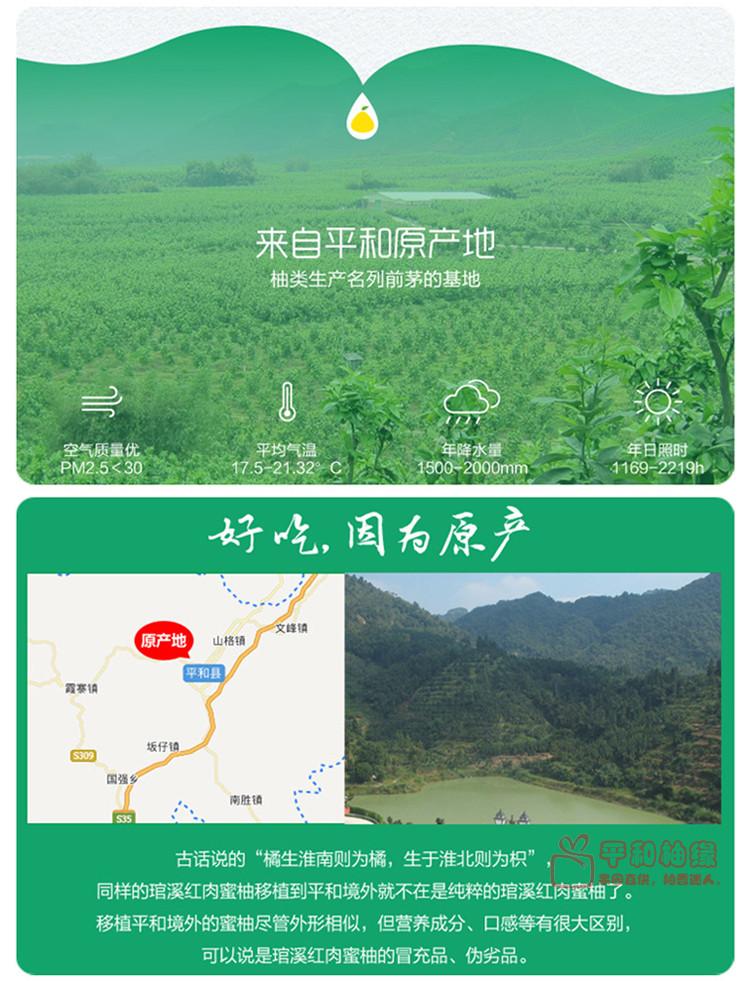 来自平和原产地
柚类生产名列前茅的基地
空气质量优
PM2.5<30
平均气温
17.5-21.32°C
年降水量
1500-2000mm
年日照时
1169-2219h
好吃，因为原产
文峰镇
山格镇
原产地
平和县
霞寨镇
坂仔镇
S309
国强乡
南胜镇
S35
古话说的“橘生淮南则为橘，生于淮北则为枳”，
平和柚缘
果园直供，柚香迷人.
同样的琯溪红肉蜜柚移植到平和境外就不在是纯粹的琯溪红肉蜜柚了。
移植平和境外的蜜柚尽管外形相似，但营养成分、口感等有很大区别，
可以说是琯溪红肉蜜柚的冒充品、伪劣品。